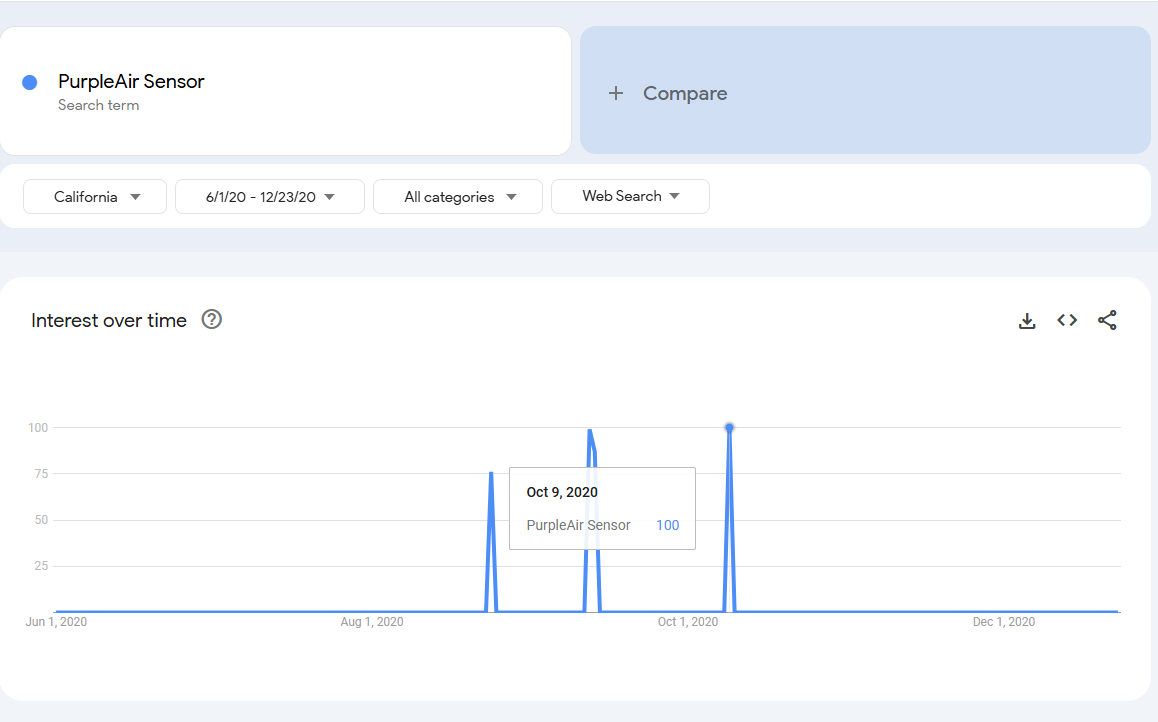 PurpleAir Sensor
Search term
+ Compare
California
6/1/20 - 12/23/20
All categories
Web Search
Interest over time ?
100
75
50
25
Oct 9, 2020
PurpleAir Sensor 100
Jun 1, 2020 Aug 1, 2020 Oct 1, 2020 Dec 1, 2020